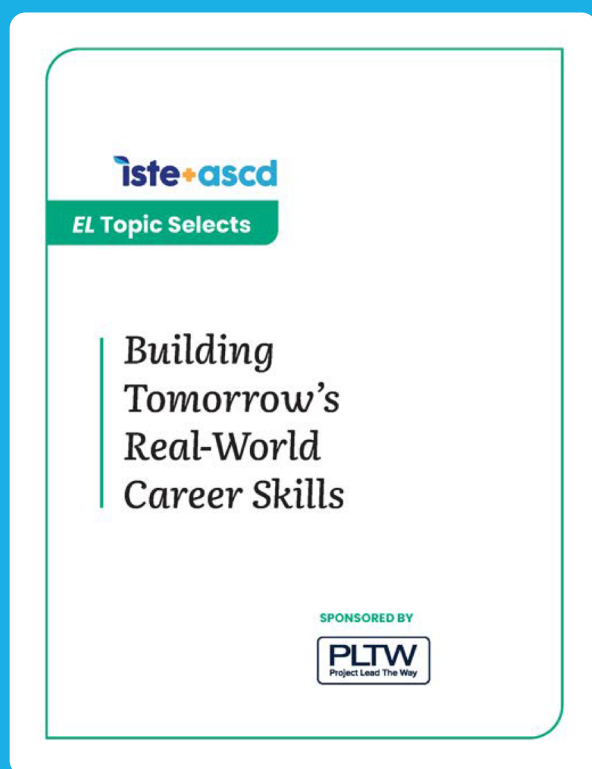 iste+ascd
EL Topic Selects
Building
Tomorrow's
Real-World
Career Skills
SPONSORED BY
PLTW
Project Lead The Way